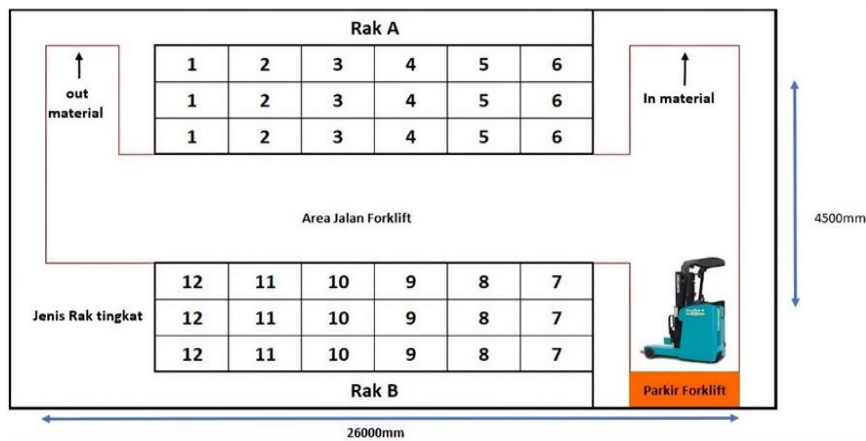 Rak A
1 2 3 4 5 6
1 2 3 4 5 6
1 2 3 4 5 6
out
material
In material
Area Jalan Forklift
4500mm
12 11 10 9 8 7
Jenis Rak tingkat
12 11 10 9 8 7
12 11 10 9 8 7
Rak B
Parkir Forklift
26000mm